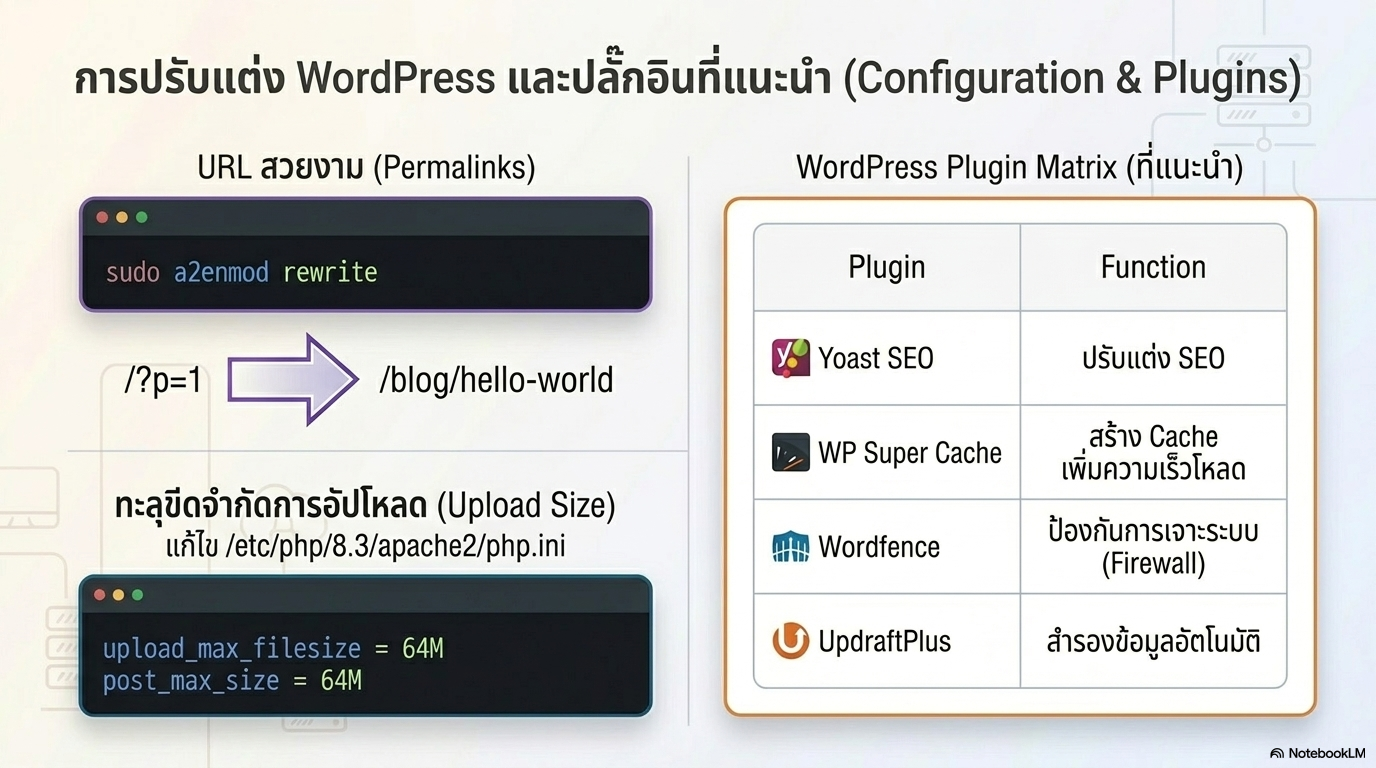 การปรับแต่ง WordPress และปลั๊กอินที่แนะนำ (Configuration & Plugins)
URL สวยงาม (Permalinks)
sudo a2enmod rewrite
/?p=1
/blog/hello-world
ทะลุขีดจำกัดการอัปโหลด (Upload Size)
แก้ไข /etc/php/8.3/apache2/php.ini
upload_max_filesize = 64M
post_max_size = 64M
WordPress Plugin Matrix (ที่แนะนำ)
Plugin
Function
Yoast SEO
ปรับแต่ง SEO
WP Super Cache
สร้าง Cache
เพิ่มความเร็วโหลด
Wordfence
ป้องกันการเจาะระบบ
(Firewall)
UpdraftPlus
สำรองข้อมูลอัตโนมัติ
NotebookLM